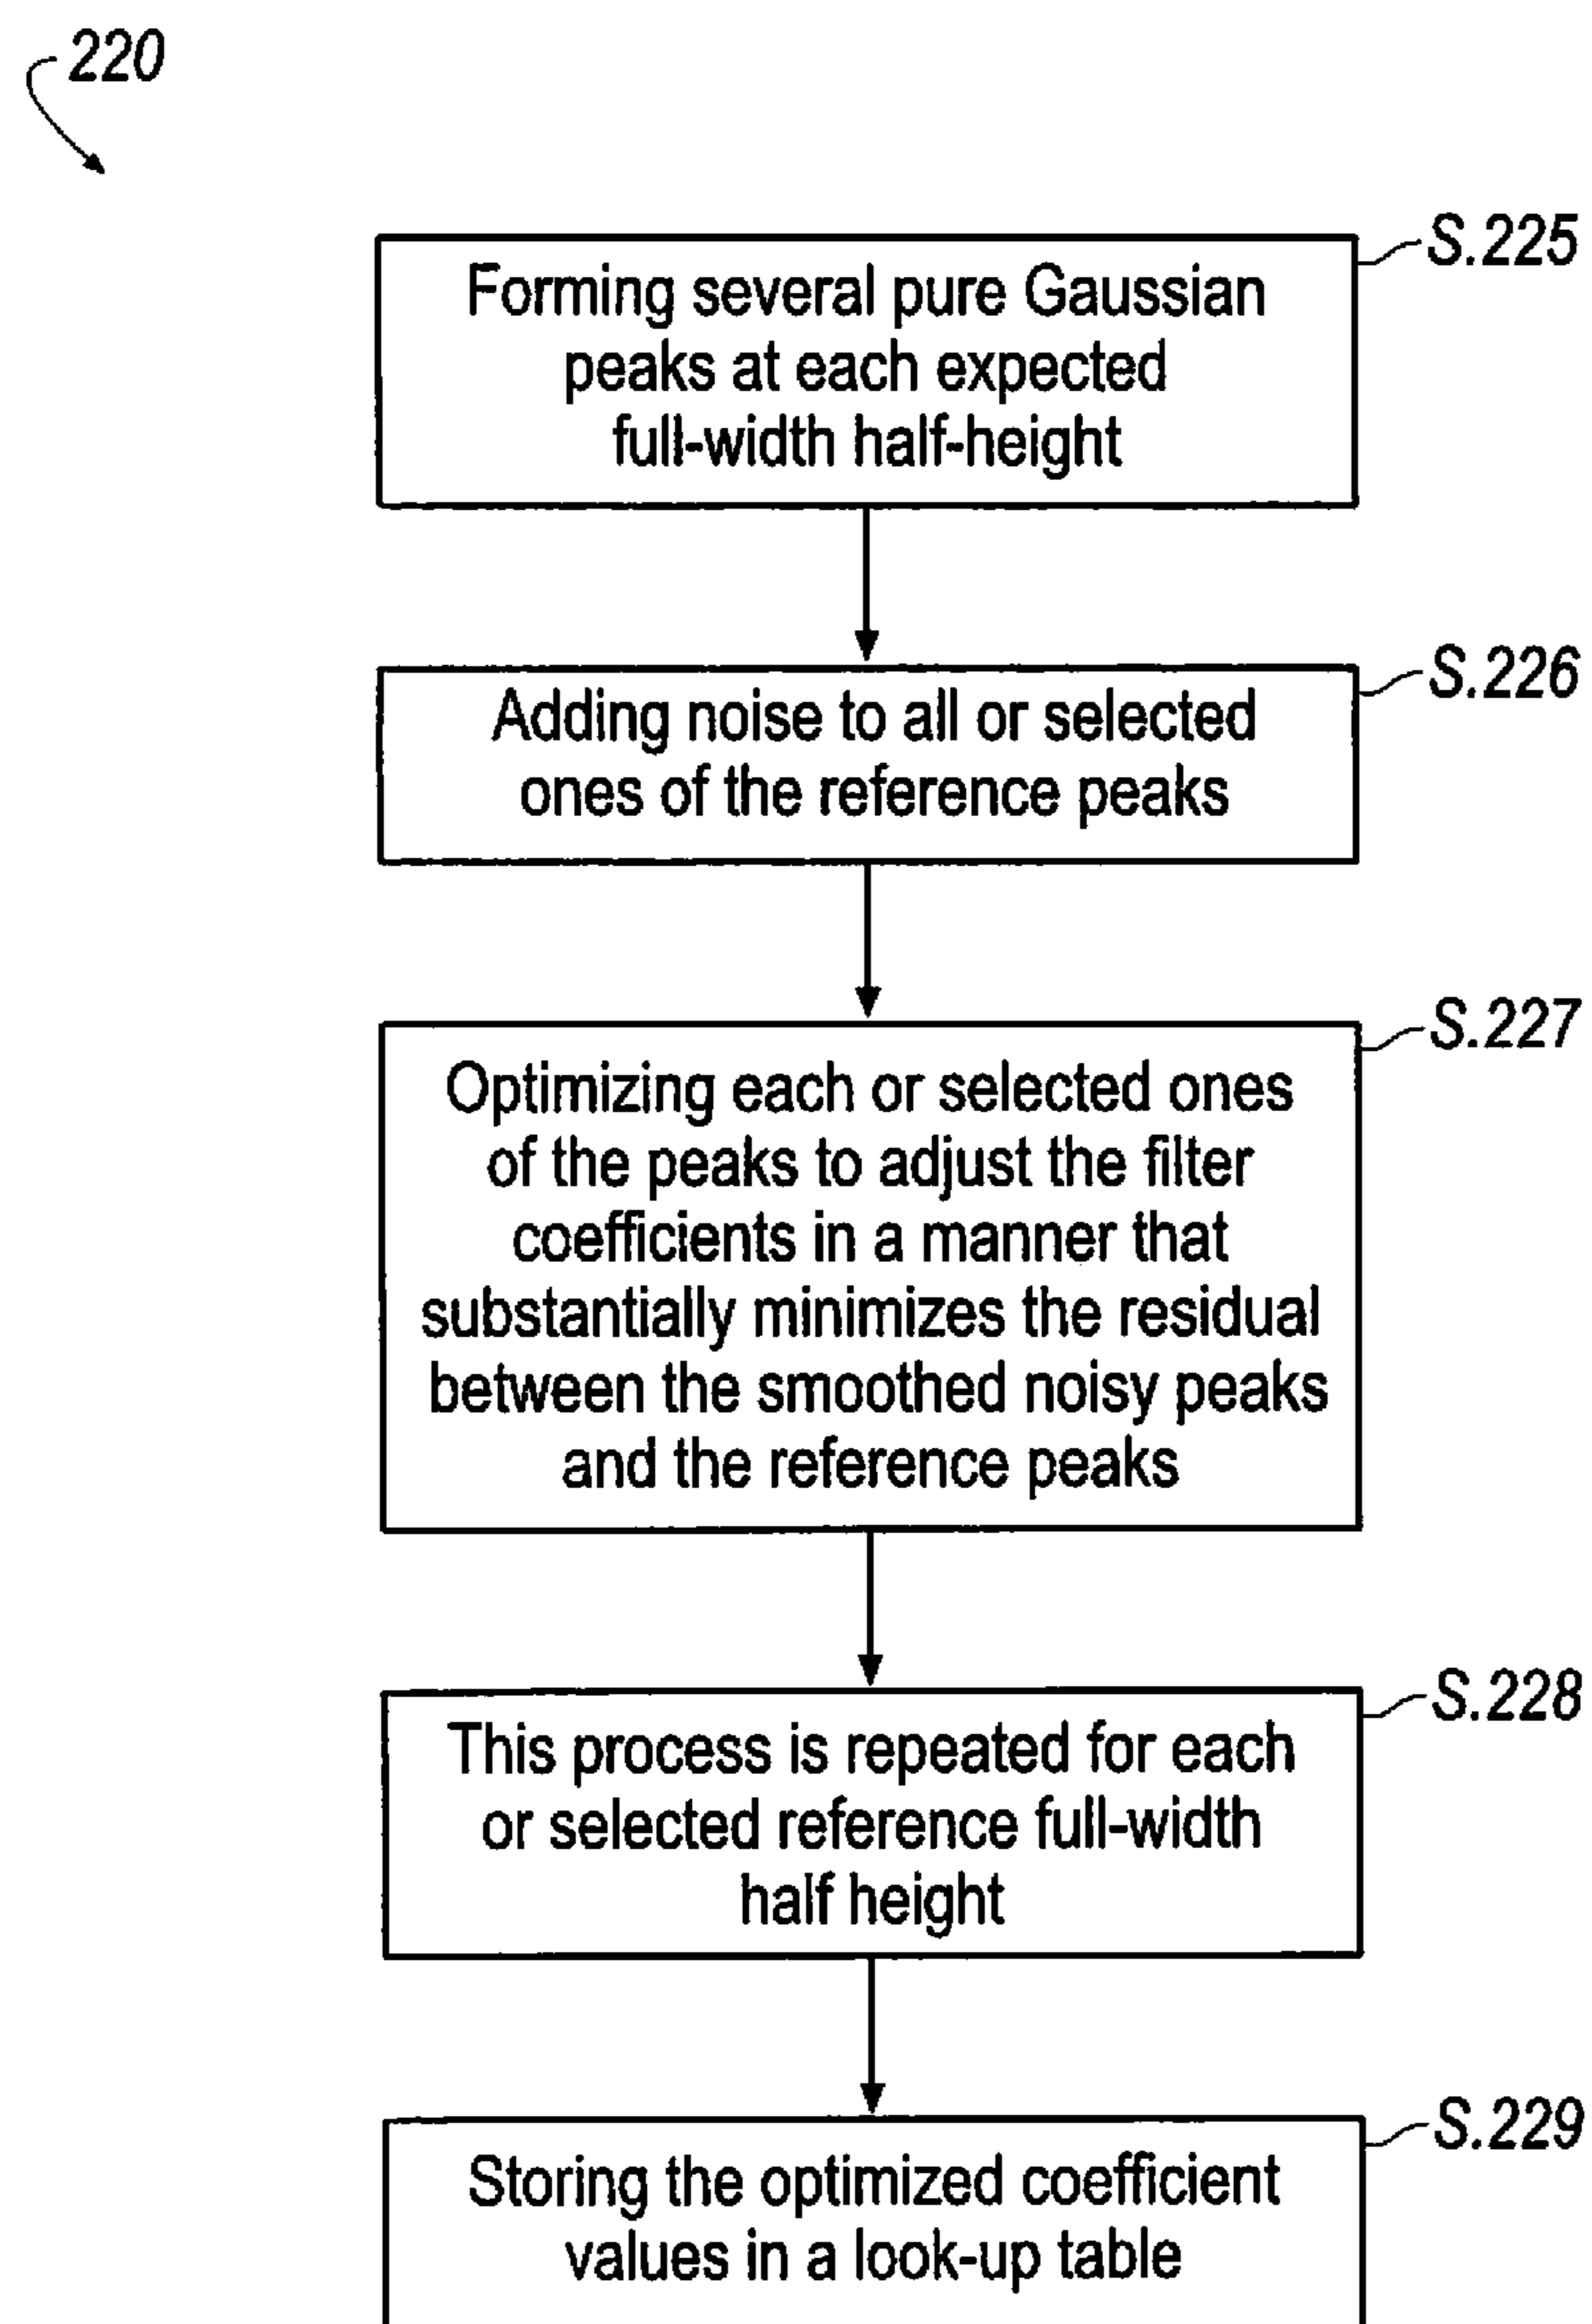 220
S.225
Forming several pure Gaussian
peaks at each expected
full-width half-height
S.226
Adding noise to all or selected
ones of the reference peaks
S.227
Optimizing each or selected ones
of the peaks to adjust the filter
coefficients in a manner that
substantially minimizes the residual
between the smoothed noisy peaks
and the reference peaks
S.228
This process is repeated for each
or selected reference full-width
half height
S.229
Storing the optimized coefficient
values in a look-up table